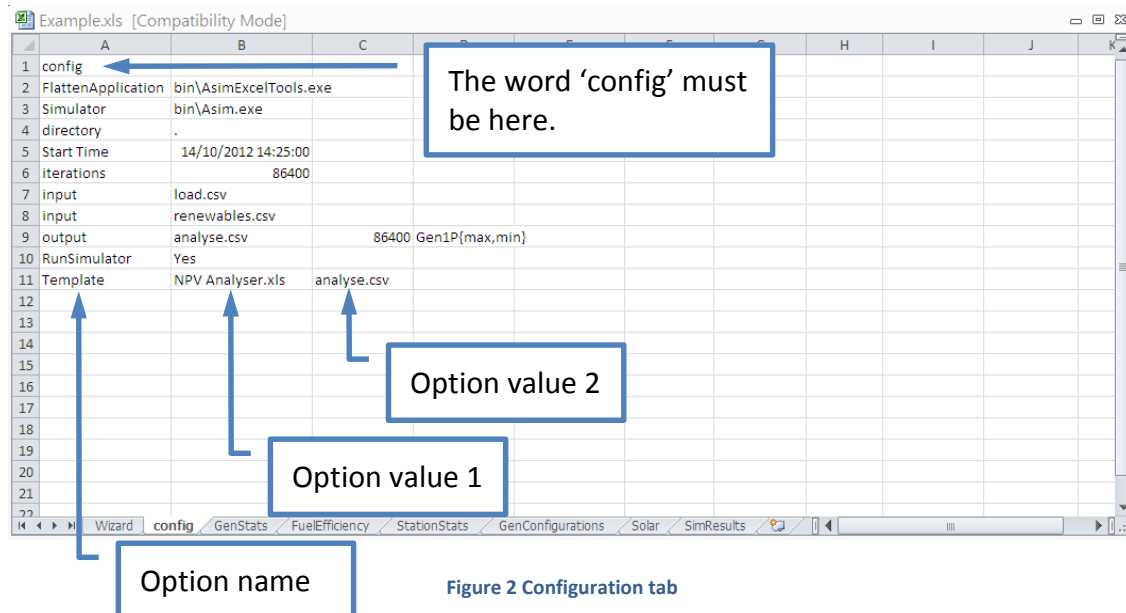 Example.xls [Compatibility Mode]
A B C H I J K
1 config
2 FlattenApplication bin\AsimExcelTools.exe
3 Simulator bin\Asim.exe
4 directory .
5 Start Time 14/10/2012 14:25:00
6 iterations 86400
7 input load.csv
8 input renewables.csv
9 output analyse.csv 86400 Gen1P{max,min}
10 RunSimulator Yes
11 Template NPV Analyser.xls analyse.csv
12
13
14
15
16
17
18
19
20
21
22
The word ‘config’ must
be here.
Option value 2
Option value 1
Wizard config GenStats FuelEfficiency StationStats GenConfigurations Solar SimResults
Option name
Figure 2 Configuration tab